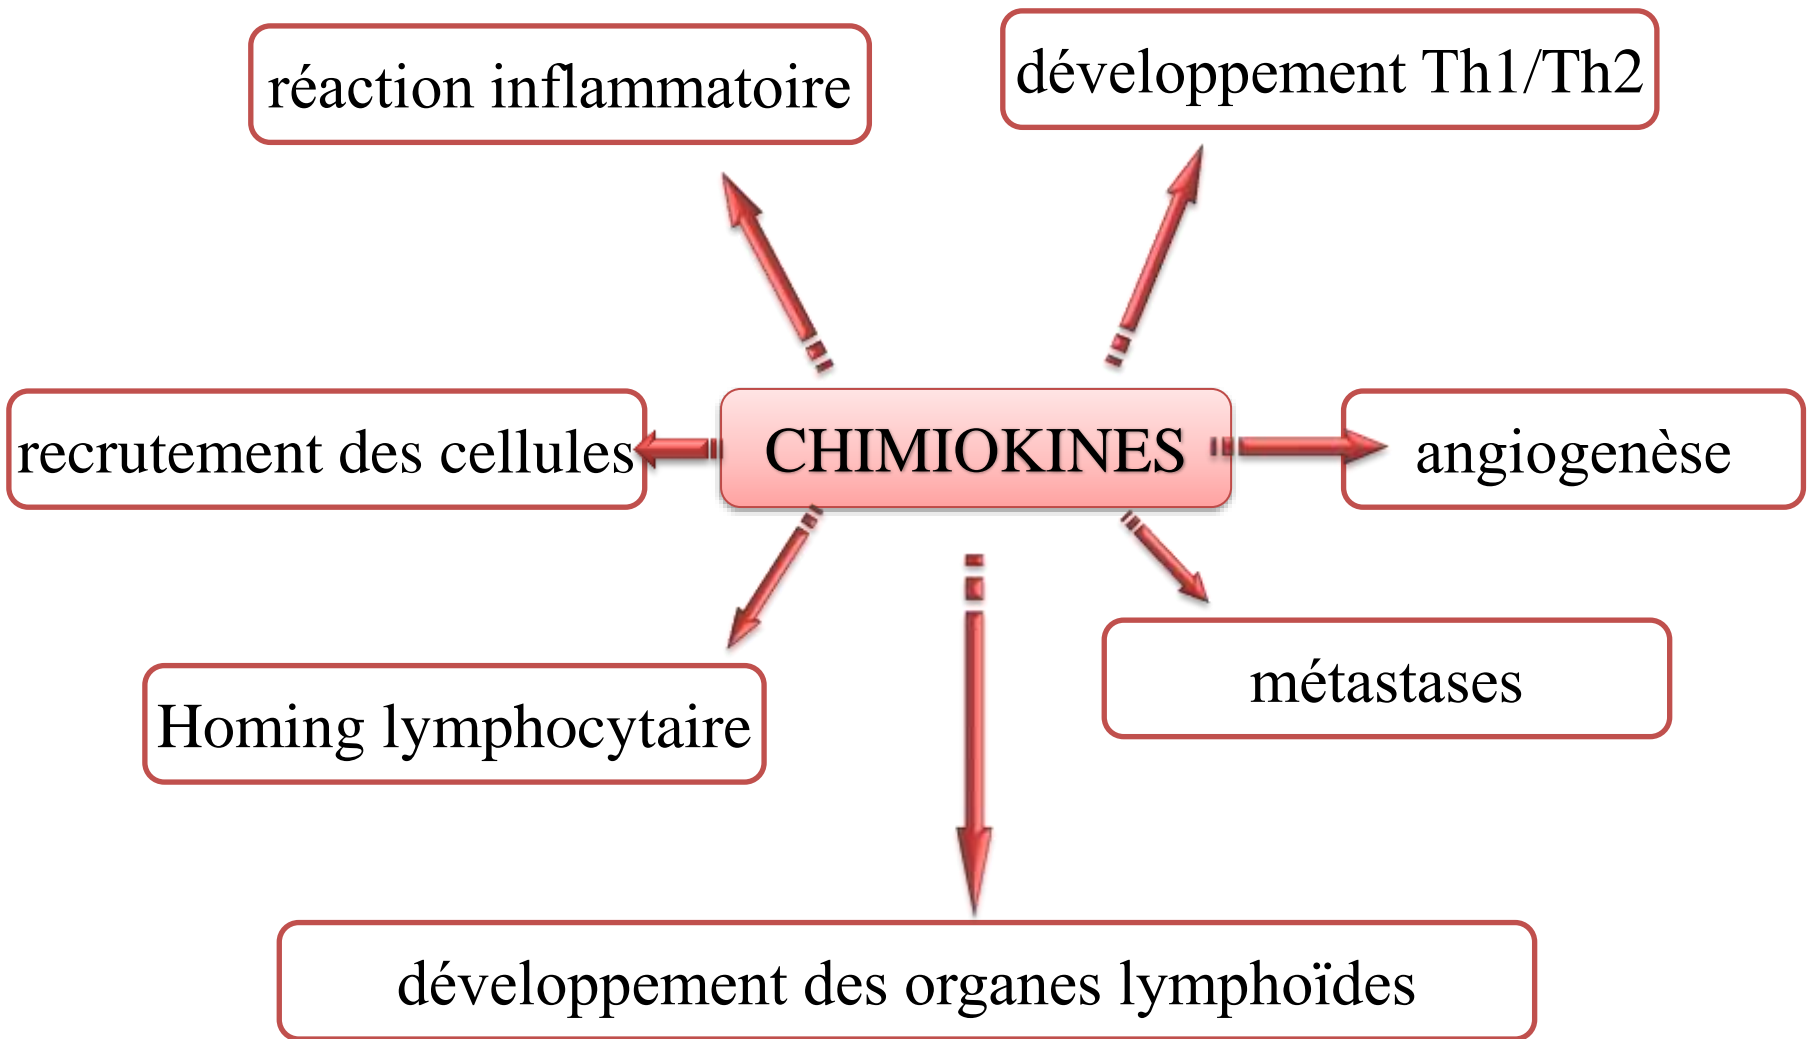 réaction inflammatoire
développement Th1/Th2
recrutement des cellules
CHIMIOKINES
angiogenèse
Homing lymphocytaire
métastases
développement des organes lymphoïdes